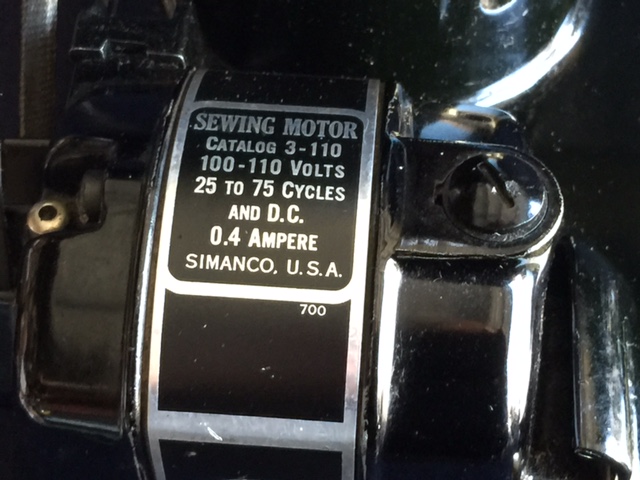 SEWING MOTOR
CATALOG 3-110
100-110 VOLTS
25 TO 75 CYCLES
AND D.C.
0.4 AMPERE
SIMANCO, U.S.A.
700